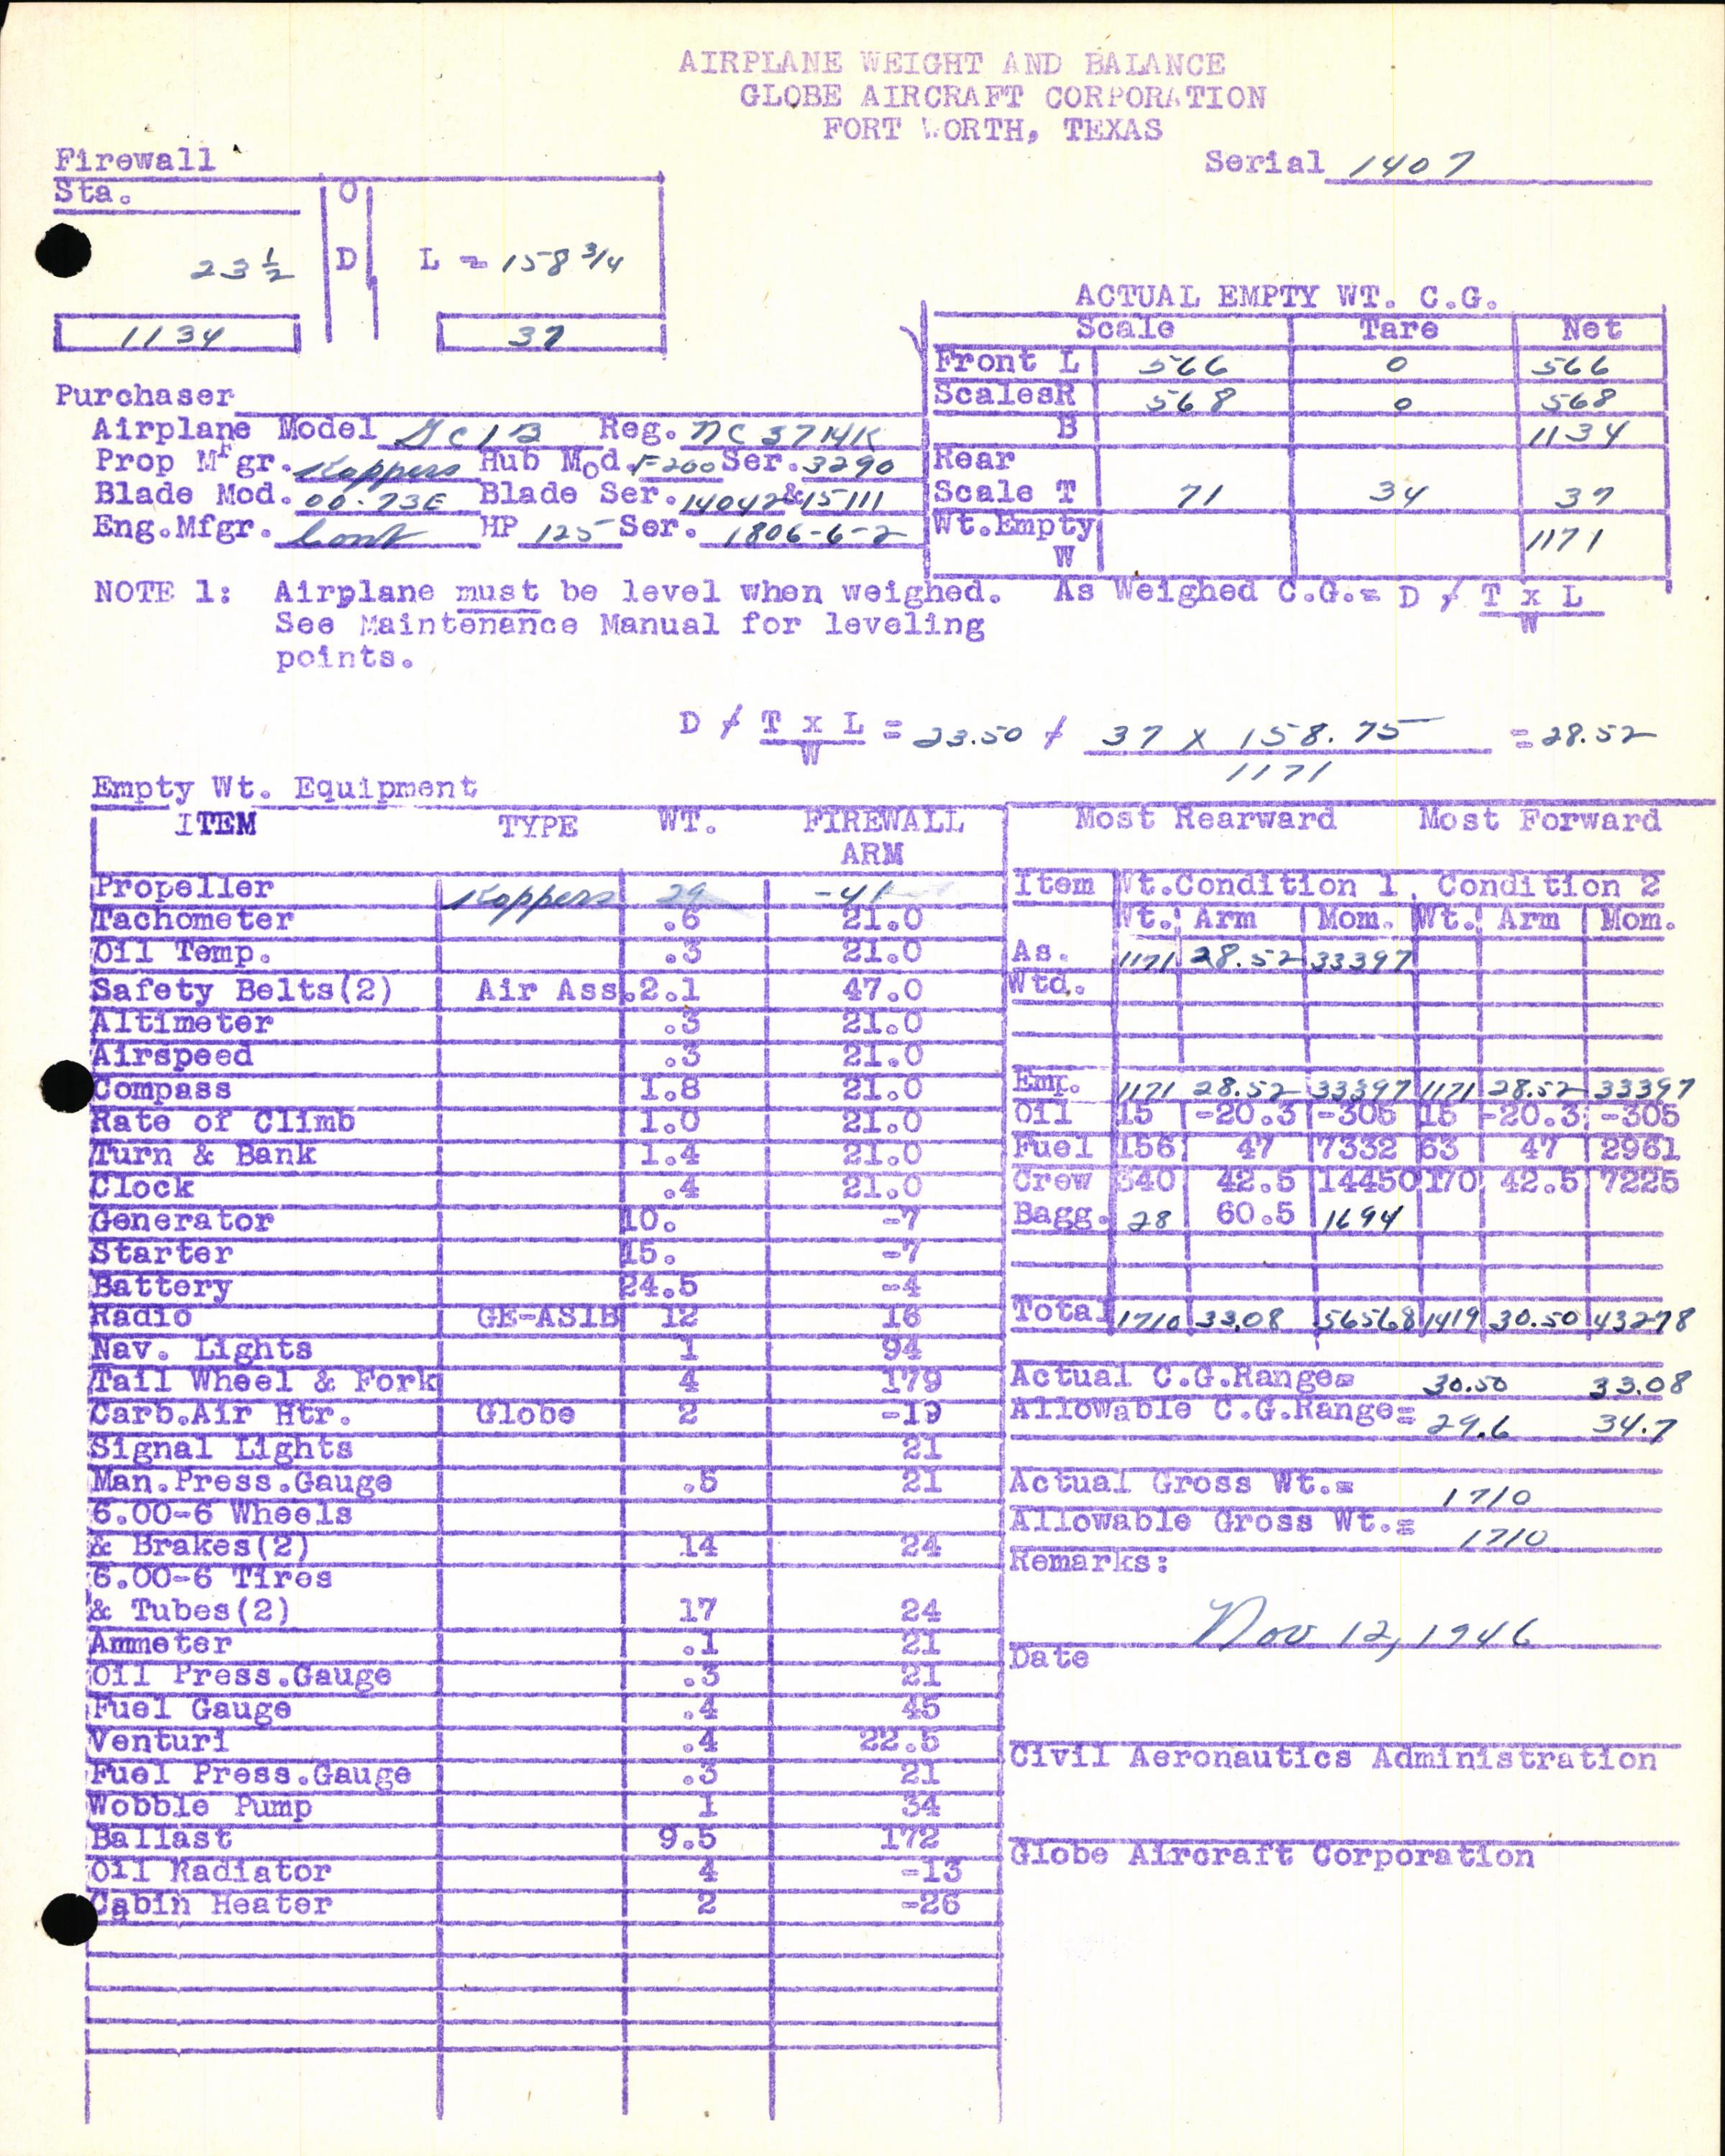 AIRPLANE WEIGHT AND BALANCE
GLOBE AIRCRAFT CORPORATION
FORT WORTH, TEXAS
Serial 1407
Firewall
Sta. 0
23 ½ D L = 158 ¾
1134 37
ACTUAL EMPTY WT. C.G.
Scale Tare Net
Front L 566 0 566
ScalesR 568 0 568
B 1134
Rear
Scale T 71 34 37
Wt.Empty
W 1171
Purchaser
Airplane Model GC1B Reg. NC3714K
Prop Mfgr. Koppers Hub Mod. F200 Ser. 3290
Blade Mod. 00-73E Blade Ser. 14042 & 15111
Eng.Mfgr. Cont HP 125 Ser. 1806-6-2
NOTE 1: Airplane must be level when weighed. As Weighed C.G.= D / T x L
W
See Maintenance Manual for leveling
points.
D / T x L = 23.50 / 37 x 158.75 = 28.52
W 1171
Empty Wt. Equipment
ITEM TYPE WT. FIREWALL
ARM
Propeller Koppers 29 -41
Tachometer .6 21.0
Oil Temp. .3 21.0
Safety Belts(2) Air Ass. 2.1 47.0
Altimeter .3 21.0
Airspeed .3 21.0
Compass 1.8 21.0
Rate of Climb 1.0 21.0
Turn & Bank 1.4 21.0
Clock .4 21.0
Generator 10. -7
Starter 15. -7
Battery 24.5 -4
Radio GE-AS1B 12 16
Nav. Lights 1 94
Tail Wheel & Fork 4 179
Carb.Air Htr. Globe 2 -19
Signal Lights 21
Man.Press.Gauge .5 21
6.00-6 Wheels
& Brakes(2) 14 24
6.00-6 Tires
& Tubes(2) 17 24
Ammeter .1 21
Oil Press.Gauge .3 21
Fuel Gauge .4 45
Venturi .4 22.5
Fuel Press.Gauge .3 21
Wobble Pump 1 34
Ballast 9.5 172
Oil Radiator 4 -13
Cabin Heater 2 -26
Most Rearward Most Forward
Item Wt.Condition 1, Condition 2
Wt. Arm Mom. Wt. Arm Mom.
As. 1171 28.52 33397
Wtd.
Emp. 1171 28.52 33397 1171 28.52 33397
Oil 15 -20.3 -305 15 -20.3 -305
Fuel 156 47 7332 63 47 2961
Crew 340 42.5 14450 170 42.5 7225
Bagg. 28 60.5 1694
Total 1710 33.08 56568 1419 30.50 43278
Actual C.G.Range= 30.50 33.08
Allowable C.G.Range= 29.6 34.7
Actual Gross Wt.= 1710
Allowable Gross Wt.= 1710
Remarks:
Nov 12, 1946
Date
Civil Aeronautics Administration
Globe Aircraft Corporation